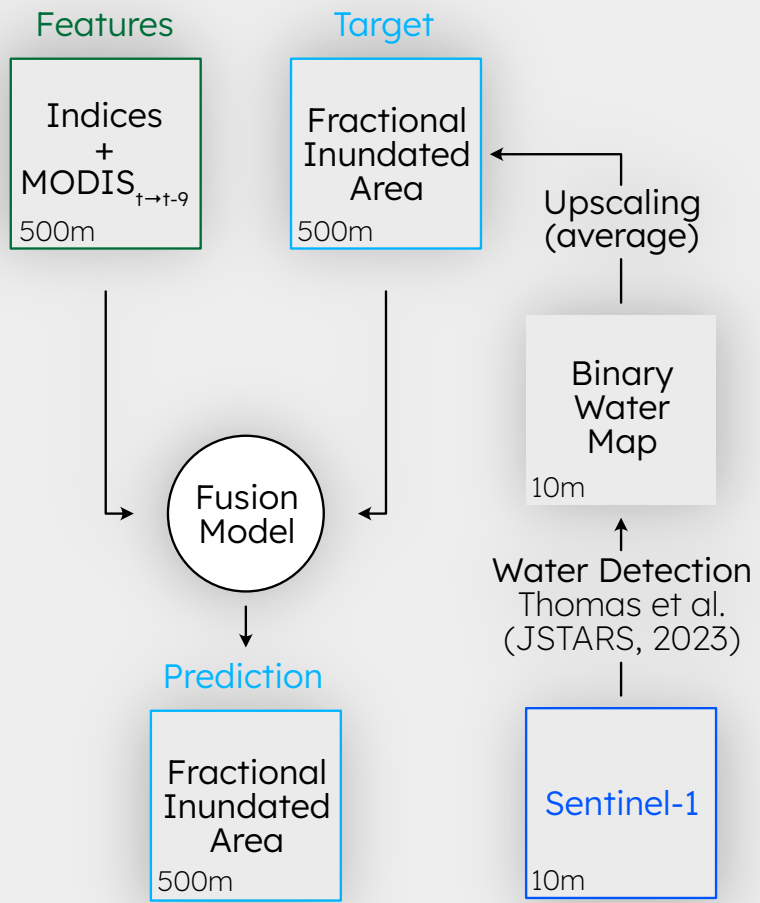 Features
Indices
+
MODIS t→t-9
500m
Target
Fractional
Inundated
Area
500m
Upscaling
(average)
Binary
Water
Map
10m
Fusion
Model
Water Detection
Thomas et al.
(JSTARS, 2023)
Prediction
Fractional
Inundated
Area
500m
Sentinel-1
10m